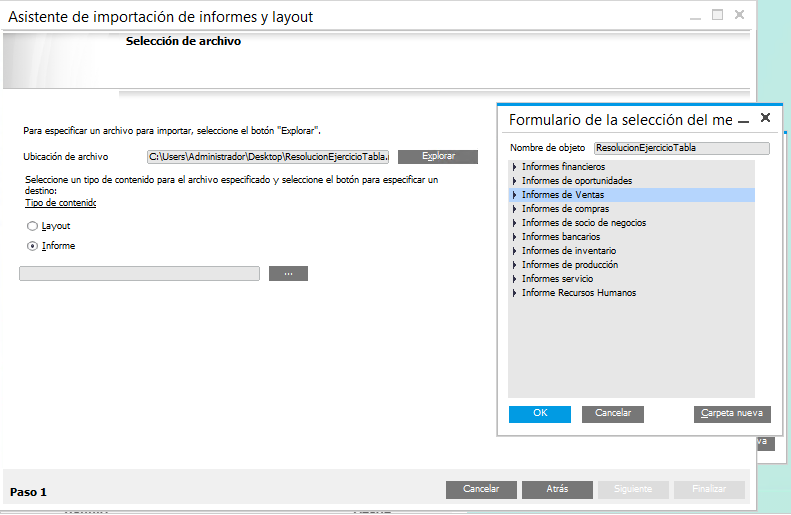 Asistente de importación de informes y layout
Selección de archivo
Para especificar un archivo para importar, seleccione el botón "Explorar".
Ubicación de archivo C:\Users\Administrador\Desktop\ResolucionEjercicioTabla. Explorar
Seleccione un tipo de contenido para el archivo especificado y seleccione el botón para especificar un
destino:
Tipo de contenido
Layout
Informe
...
Formulario de la selección del me
Nombre de objeto ResolucionEjercicioTabla
Informes financieros
Informes de oportunidades
Informes de Ventas
Informes de compras
Informes de socio de negocios
Informes bancarios
Informes de inventario
Informes de producción
Informes servicio
Informe Recursos Humanos
OK Cancelar Carpeta nueva
va
Paso 1 Cancelar Atrás Siguiente Finalizar